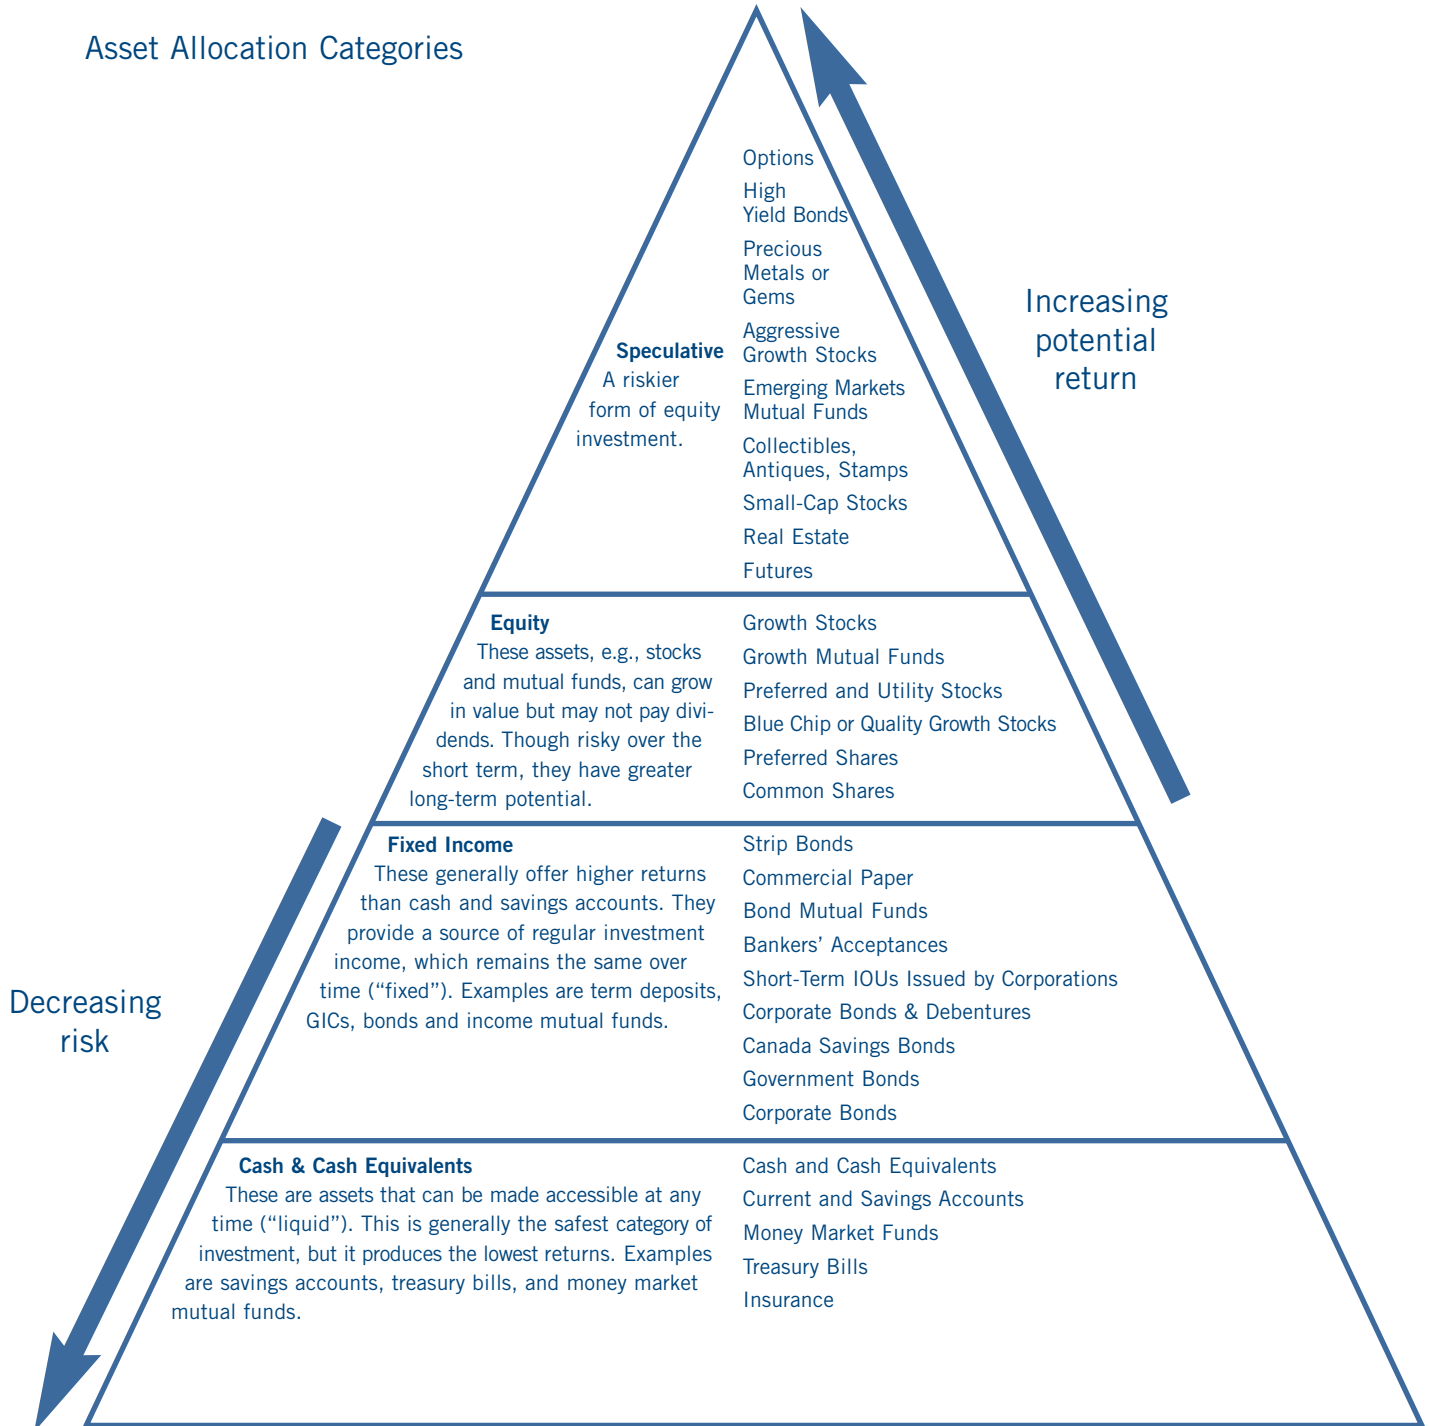 Asset Allocation Categories
Options
High
Yield Bonds
Precious
Metals or
Gems
Aggressive
Growth Stocks
Emerging Markets
Mutual Funds
Collectibles,
Antiques, Stamps
Small-Cap Stocks
Real Estate
Futures
Speculative
A riskier
form of equity
investment.
Increasing
potential
return
Equity
These assets, e.g., stocks
and mutual funds, can grow
in value but may not pay divi-
dends. Though risky over the
short term, they have greater
long-term potential.
Growth Stocks
Growth Mutual Funds
Preferred and Utility Stocks
Blue Chip or Quality Growth Stocks
Preferred Shares
Common Shares
Fixed Income
These generally offer higher returns
than cash and savings accounts. They
provide a source of regular investment
income, which remains the same over
time (“fixed”). Examples are term deposits,
GICs, bonds and income mutual funds.
Strip Bonds
Commercial Paper
Bond Mutual Funds
Bankers’ Acceptances
Short-Term IOUs Issued by Corporations
Corporate Bonds & Debentures
Canada Savings Bonds
Government Bonds
Corporate Bonds
Decreasing
risk
Cash & Cash Equivalents
These are assets that can be made accessible at any
time (“liquid”). This is generally the safest category of
investment, but it produces the lowest returns. Examples
are savings accounts, treasury bills, and money market
mutual funds.
Cash and Cash Equivalents
Current and Savings Accounts
Money Market Funds
Treasury Bills
Insurance